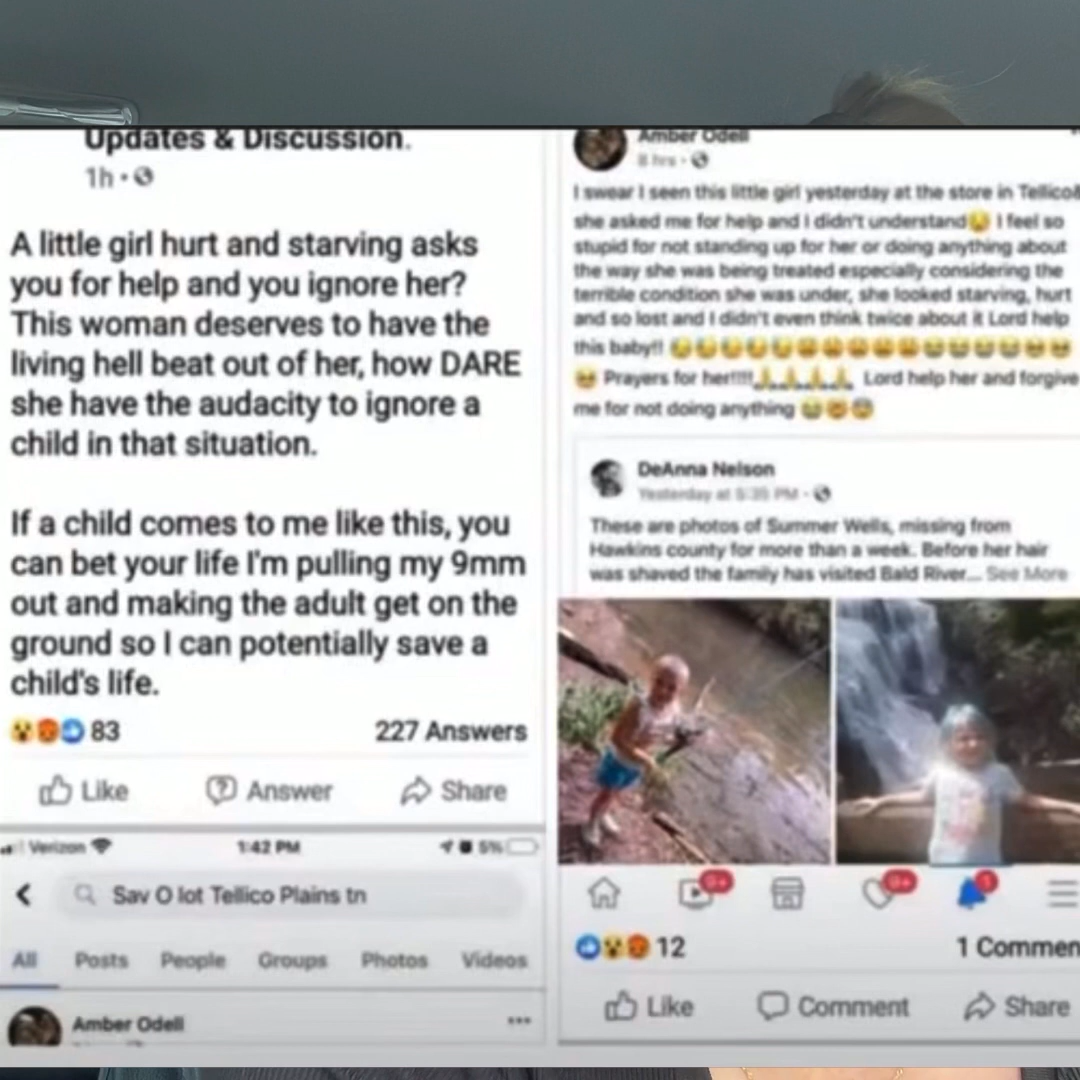 Updates & Discussion.
1h
A little girl hurt and starving asks
you for help and you ignore her?
This woman deserves to have the
living hell beat out of her, how DARE
she have the audacity to ignore a
child in that situation.
If a child comes to me like this, you
can bet your life I'm pulling my 9mm
out and making the adult get on the
ground so I can potentially save a
child's life.
83
227 Answers
Like
Answer
Share
Verizon
1:42 PM
5%
Sav O lot Tellico Plains tn
All
Posts
People
Groups
Photos
Videos
Amber Odell
Amber Odell
8 hrs
I swear I seen this little girl yesterday at the store in Tellico
she asked me for help and I didn't understand😥 I feel so
stupid for not standing up for her or doing anything about
the way she was being treated especially considering the
terrible condition she was under, she looked starving, hurt
and so lost and I didn't even think twice about it Lord help
this baby!!
Prayers for her!!!!🙏🙏🙏🙏 Lord help her and forgive
me for not doing anything
DeAnna Nelson
Yesterday at 5:35 PM
These are photos of Summer Wells, missing from
Hawkins county for more than a week. Before her hair
was shaved the family has visited Bald River... See More
9+
9+
1
12
1 Commen
Like
Comment
Share